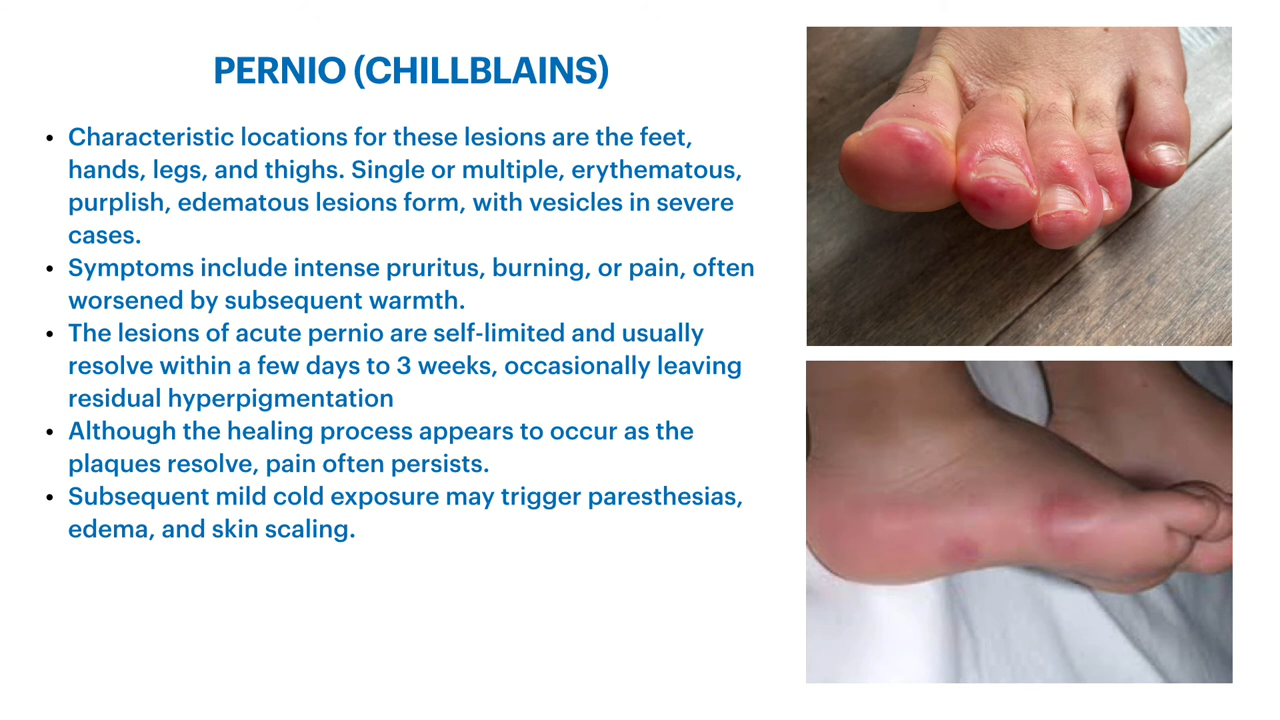 PERNIO (CHILLBLAINS)
• Characteristic locations for these lesions are the feet,
hands, legs, and thighs. Single or multiple, erythematous,
purplish, edematous lesions form, with vesicles in severe
cases.
• Symptoms include intense pruritus, burning, or pain, often
worsened by subsequent warmth.
• The lesions of acute pernio are self-limited and usually
resolve within a few days to 3 weeks, occasionally leaving
residual hyperpigmentation
• Although the healing process appears to occur as the
plaques resolve, pain often persists.
• Subsequent mild cold exposure may trigger paresthesias,
edema, and skin scaling.